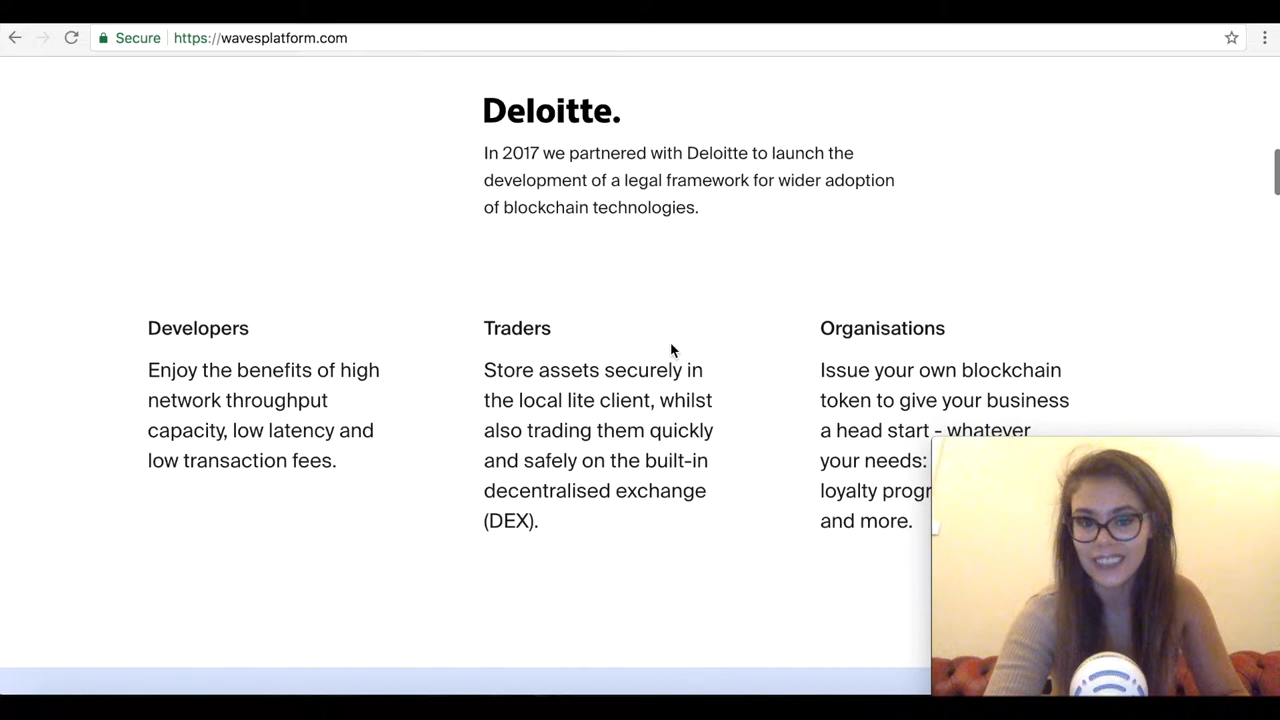 Secure https://wavesplatform.com
Deloitte.
In 2017 we partnered with Deloitte to launch the
development of a legal framework for wider adoption
of blockchain technologies.
Developers
Enjoy the benefits of high
network throughput
capacity, low latency and
low transaction fees.
Traders
Store assets securely in
the local lite client, whilst
also trading them quickly
and safely on the built-in
decentralised exchange
(DEX).
Organisations
Issue your own blockchain
token to give your business
a head start - whatever
your needs:
loyalty
and more.